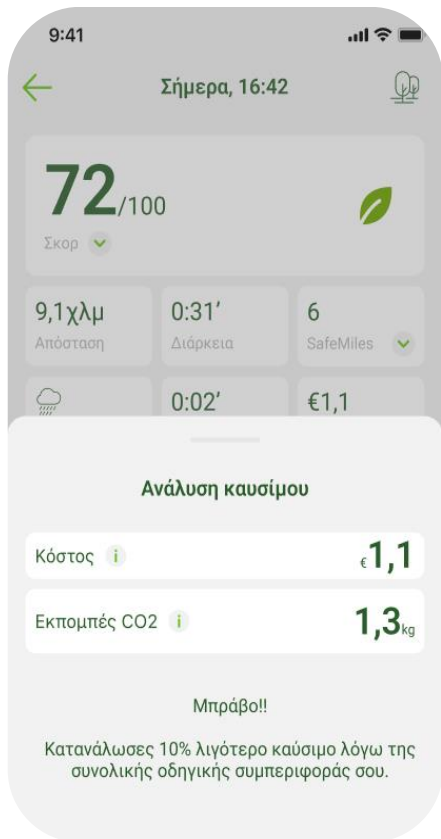 9:41
Σήμερα, 16:42
72/100
Σκορ
9,1χλμ 0:31′ 6
Απόσταση Διάρκεια SafeMiles
0:02′ €1,1
Ανάλυση καυσίμου
Κόστος i €1,1
Εκπομπές CO2 i 1,3kg
Μπράβο!!
Κατανάλωσες 10% λιγότερο καύσιμο λόγω της
συνολικής οδηγικής συμπεριφοράς σου.